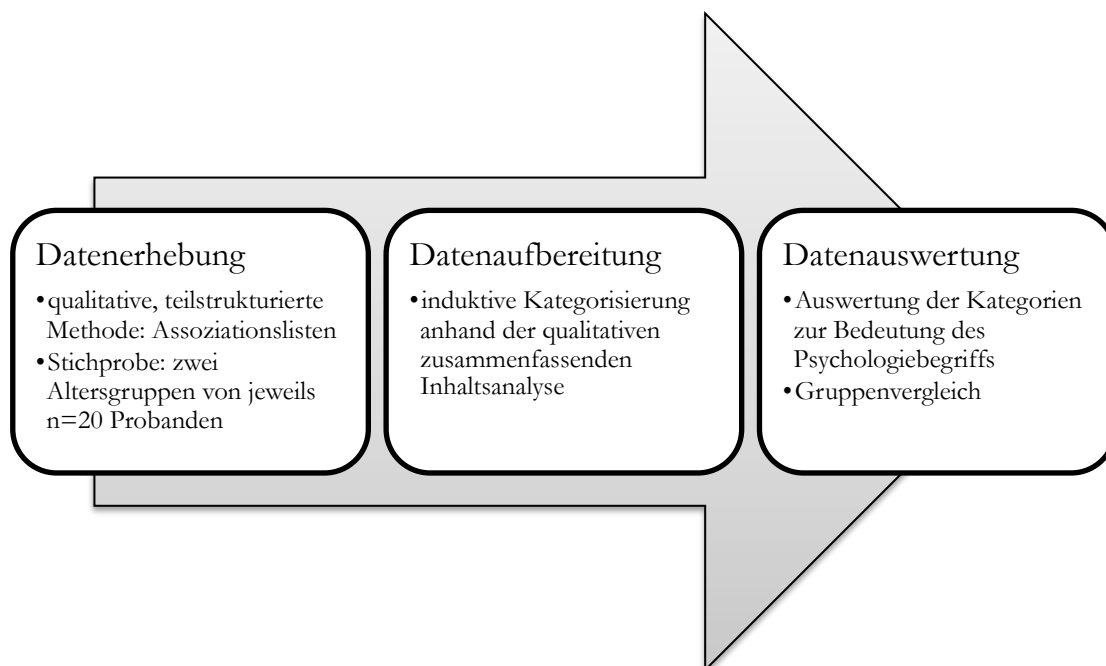 Datenerhebung
•qualitative, teilstrukturierte
Methode: Assoziationslisten
•Stichprobe: zwei
Altersgruppen von jeweils
n=20 Probanden
Datenaufbereitung
•induktive Kategorisierung
anhand der qualitativen
zusammenfassenden
Inhaltsanalyse
Datenauswertung
•Auswertung der Kategorien
zur Bedeutung des
Psychologiebegriffs
•Gruppenvergleich